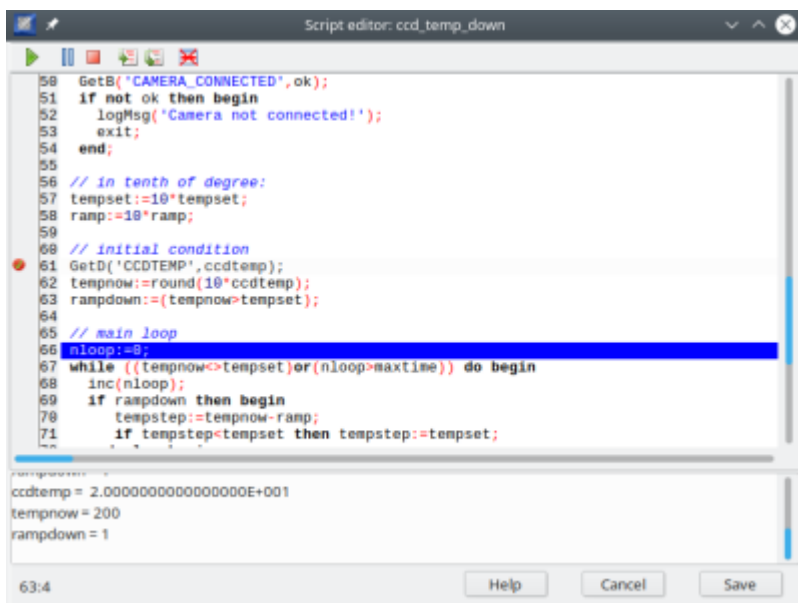 Script editor: ccd_temp_down
50 GetB('CAMERA_CONNECTED',ok);
51 if not ok then begin
52 logMsg('Camera not connected!');
53 exit;
54 end;
55
56 // in tenth of degree:
57 tempset:=10*tempset;
58 ramp:=10*ramp;
59
60 // initial condition
61 GetD('CCDTEMP',ccdtemp);
62 tempnow:=round(10*ccdtemp);
63 rampdown:=(tempnow>tempset);
64
65 // main loop
66 nloop:=0;
67 while ((tempnow<>tempset)or(nloop>maxtime)) do begin
68 inc(nloop);
69 if rampdown then begin
70 tempstep:=tempnow-ramp;
71 if tempstep<tempset then tempstep:=tempset;
ccdtemp = 2.0000000000000000E+001
tempnow = 200
rampdown = 1
63:4
Help Cancel Save